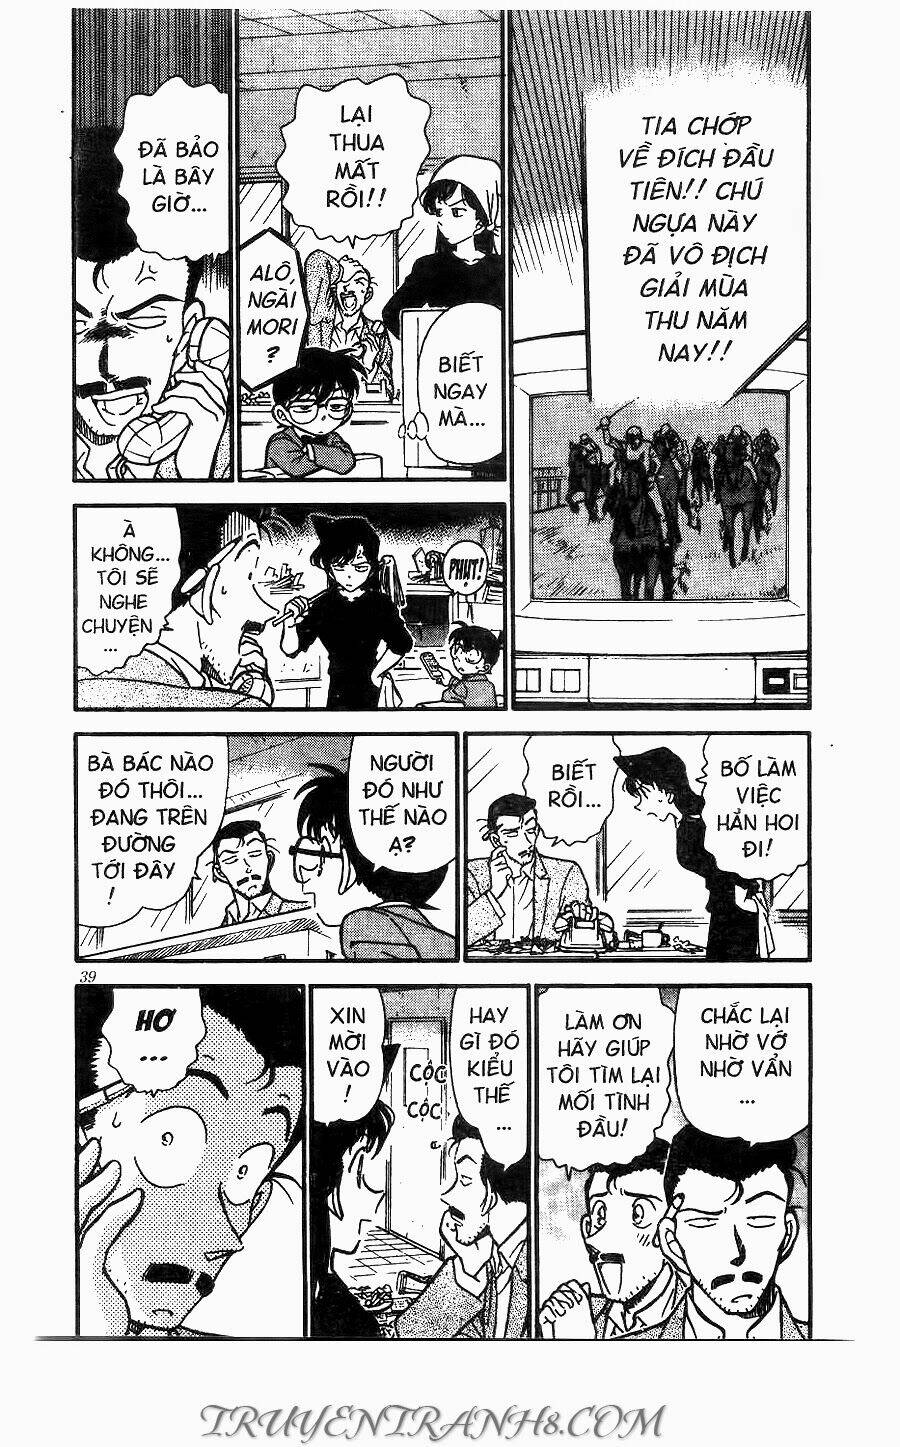 TIA CHỚP
VỀ ĐÍCH ĐẦU
TIÊN!! CHÚ
NGỰA NÀY
ĐÃ VÔ ĐỊCH
GIẢI MÙA
THU NĂM
NAY!!
LẠI
THUA
MẤT
RỒI!!
BIẾT
NGAY
MÀ...
ALÔ,
NGÀI
MORI
?
ĐÃ BẢO
LÀ BÂY
GIỜ...
PHỤT!
À
KHÔNG...
TÔI SẼ
NGHE
CHUYỆN
...
BỐ LÀM
VIỆC
HẲN HOI
ĐI!
BIẾT
RỒI...
NGƯỜI
ĐÓ NHƯ
THẾ NÀO
Ạ?
BÀ BÁC NÀO
ĐÓ THÔI...
ĐANG TRÊN
ĐƯỜNG
TỚI ĐÂY
!
39
CHẮC LẠI
NHỜ VỚ
NHỜ VẨN
...
LÀM ƠN
HÃY GIÚP
TÔI TÌM LẠI
MỐI TÌNH
ĐẦU!
HAY
GÌ ĐÓ
KIỂU
THẾ
...
CỘC
CỘC
XIN
MỜI
VÀO
!
HƠ
...
TRUYENTRANH8.COM